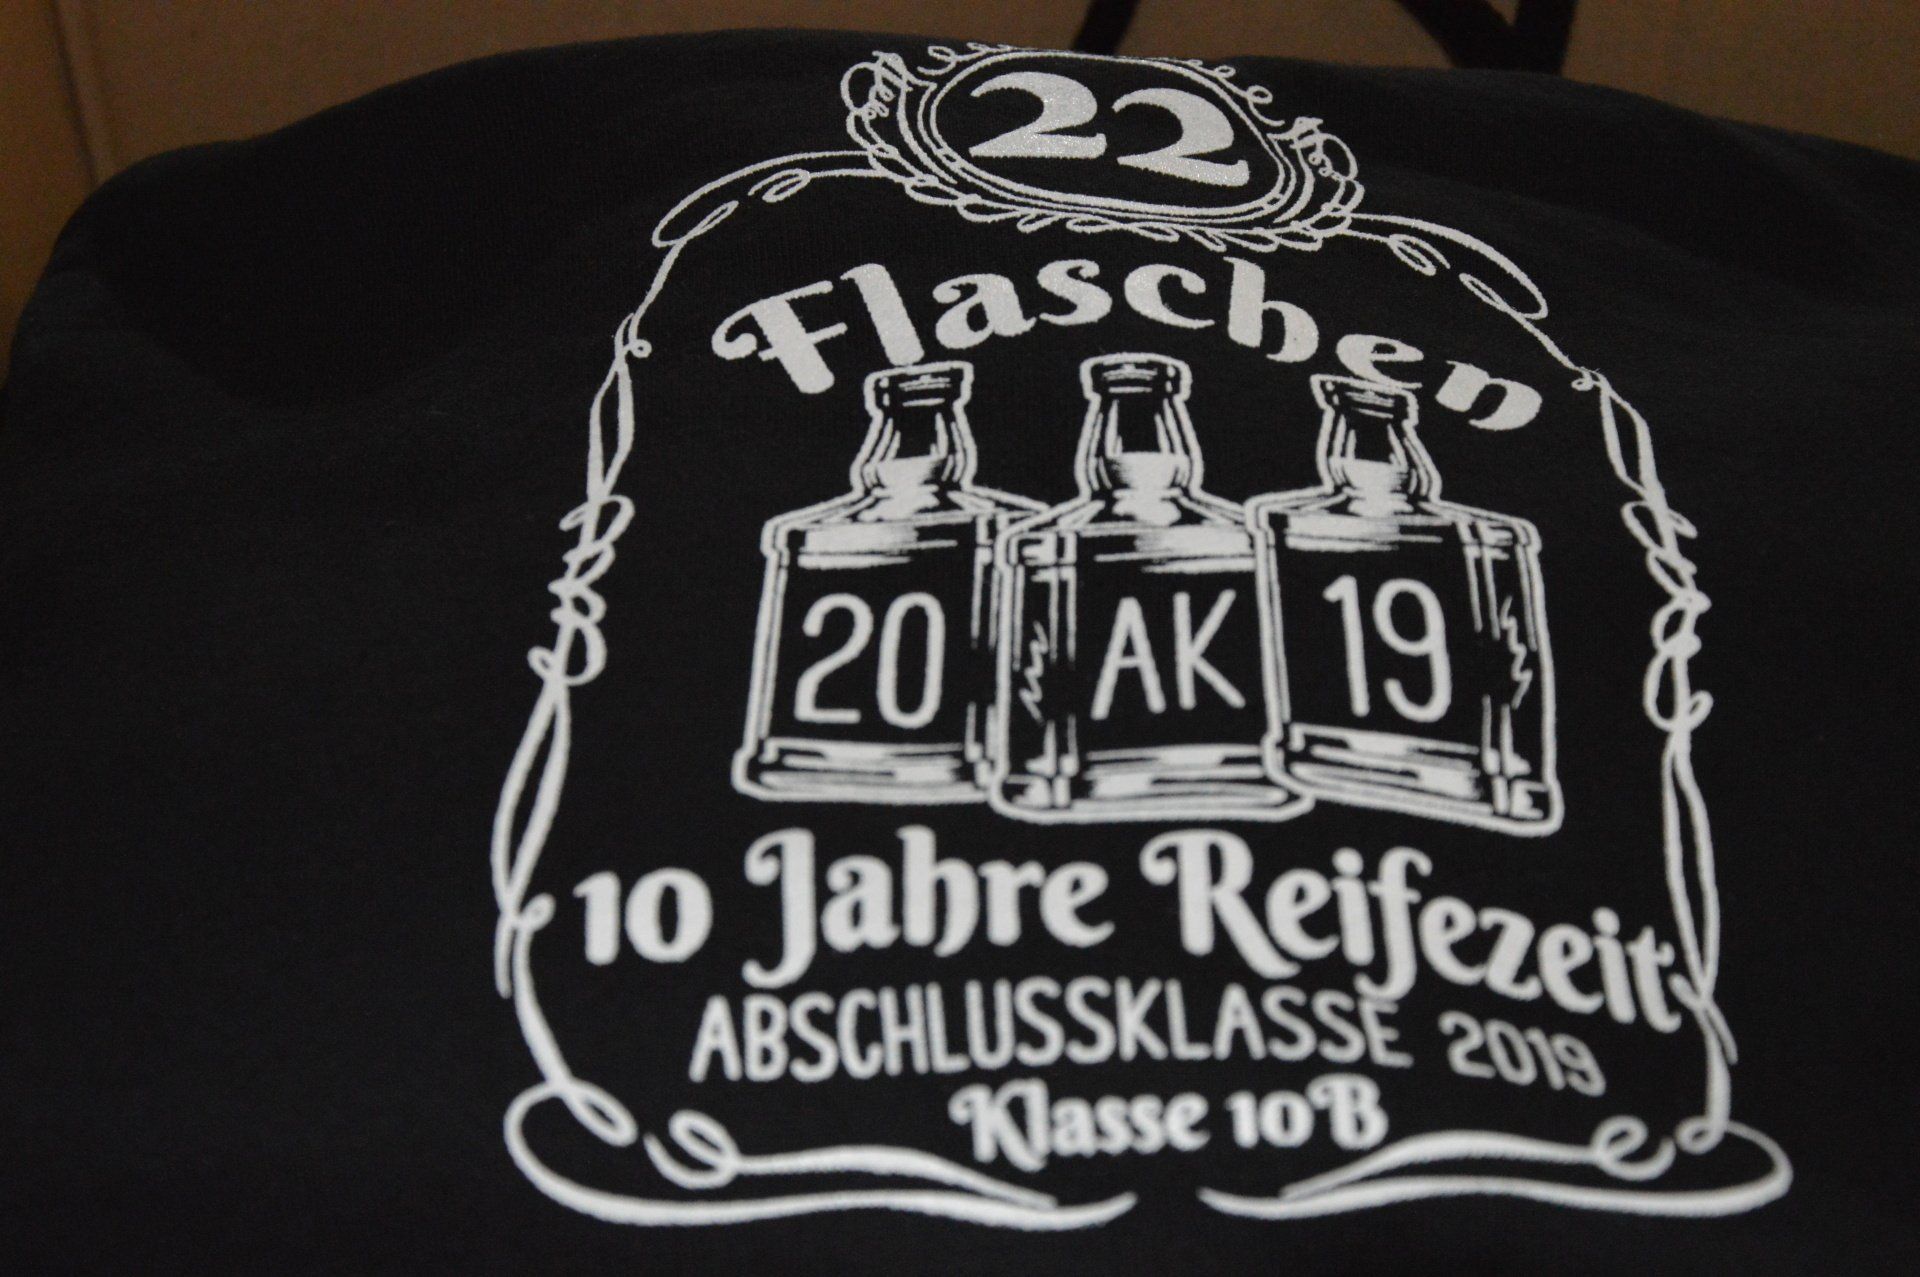 22
Flaschen
20 AK 19
10 Jahre Reifezeit
ABSCHLUSSKLASSE 2019
Klasse 10B